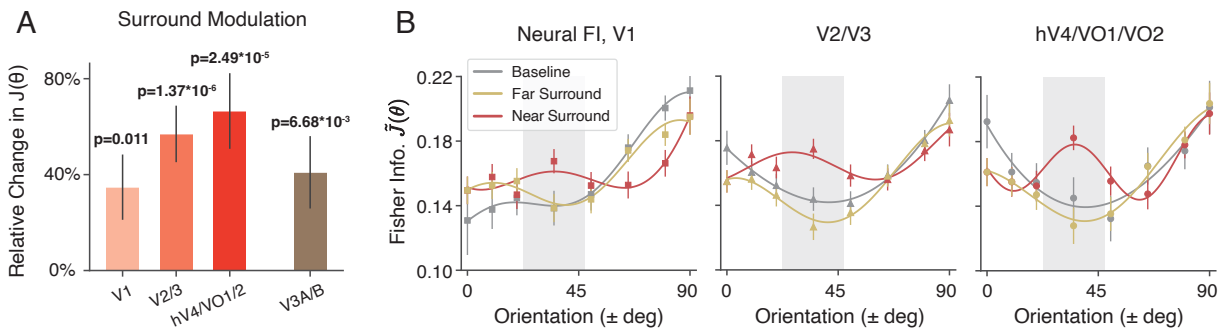 A
Surround Modulation
Relative Change in J(θ)
80%
40%
0%
p=0.011
p=1.37*10-6
p=2.49*10-5
p=6.68*10-3
V1
V2/3
hV4/VO1/2
V3A/B
B
Neural FI, V1
V2/V3
hV4/VO1/VO2
Baseline
Far Surround
Near Surround
Fisher Info. J̃(θ)
0.22
0.18
0.14
0.10
0
45
90
Orientation (± deg)
0
45
90
Orientation (± deg)
0
45
90
Orientation (± deg)